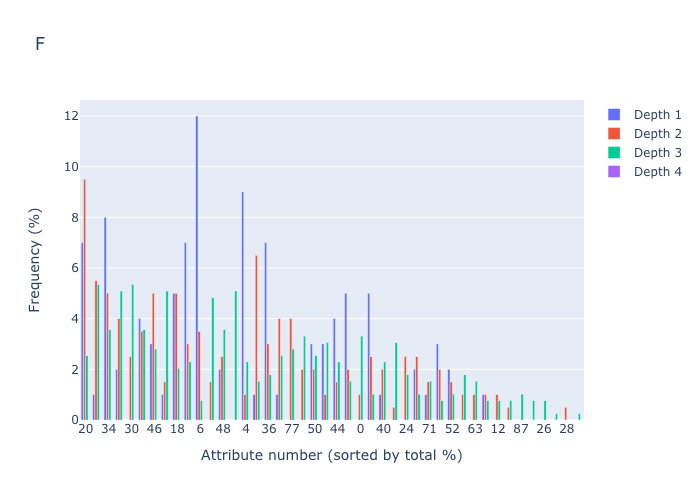 F
12
10
8
6
4
2
0
Frequency (%)
20 34 30 46 18 6 48 4 36 77 50 44 0 40 24 71 52 63 12 87 26 28
Attribute number (sorted by total %)
Depth 1
Depth 2
Depth 3
Depth 4